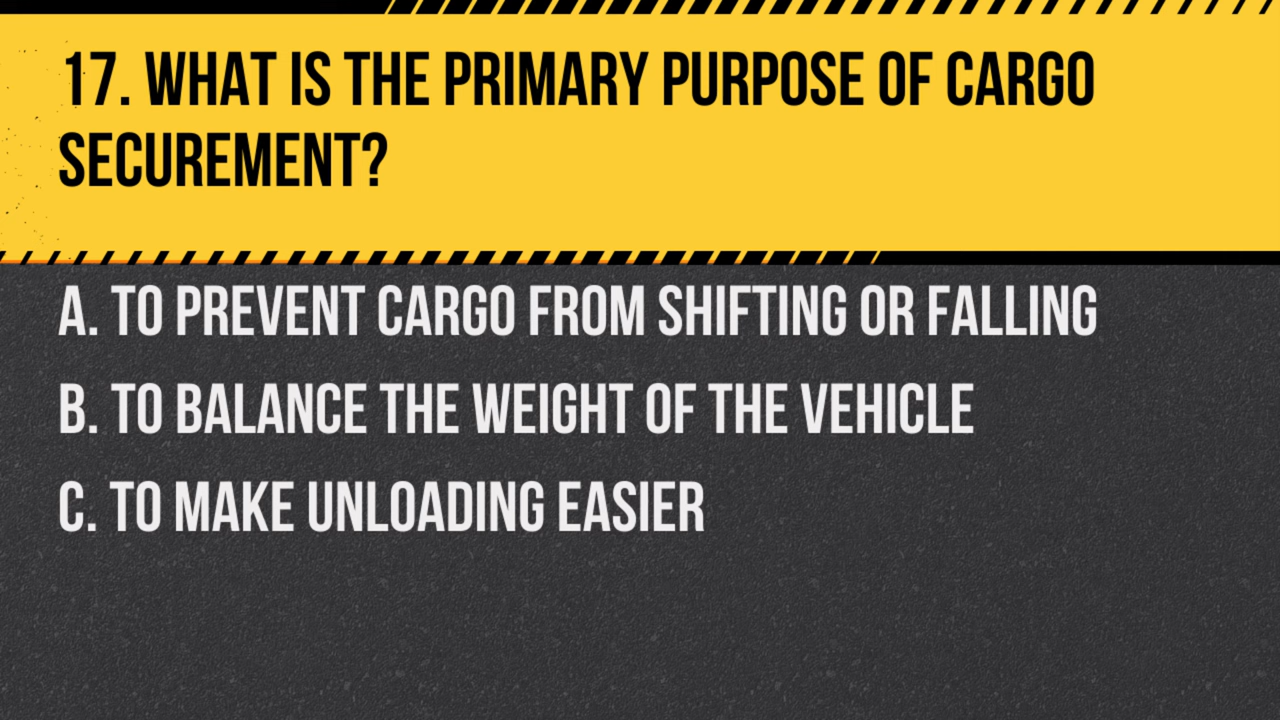 17. WHAT IS THE PRIMARY PURPOSE OF CARGO
SECUREMENT?
A. TO PREVENT CARGO FROM SHIFTING OR FALLING
B. TO BALANCE THE WEIGHT OF THE VEHICLE
C. TO MAKE UNLOADING EASIER